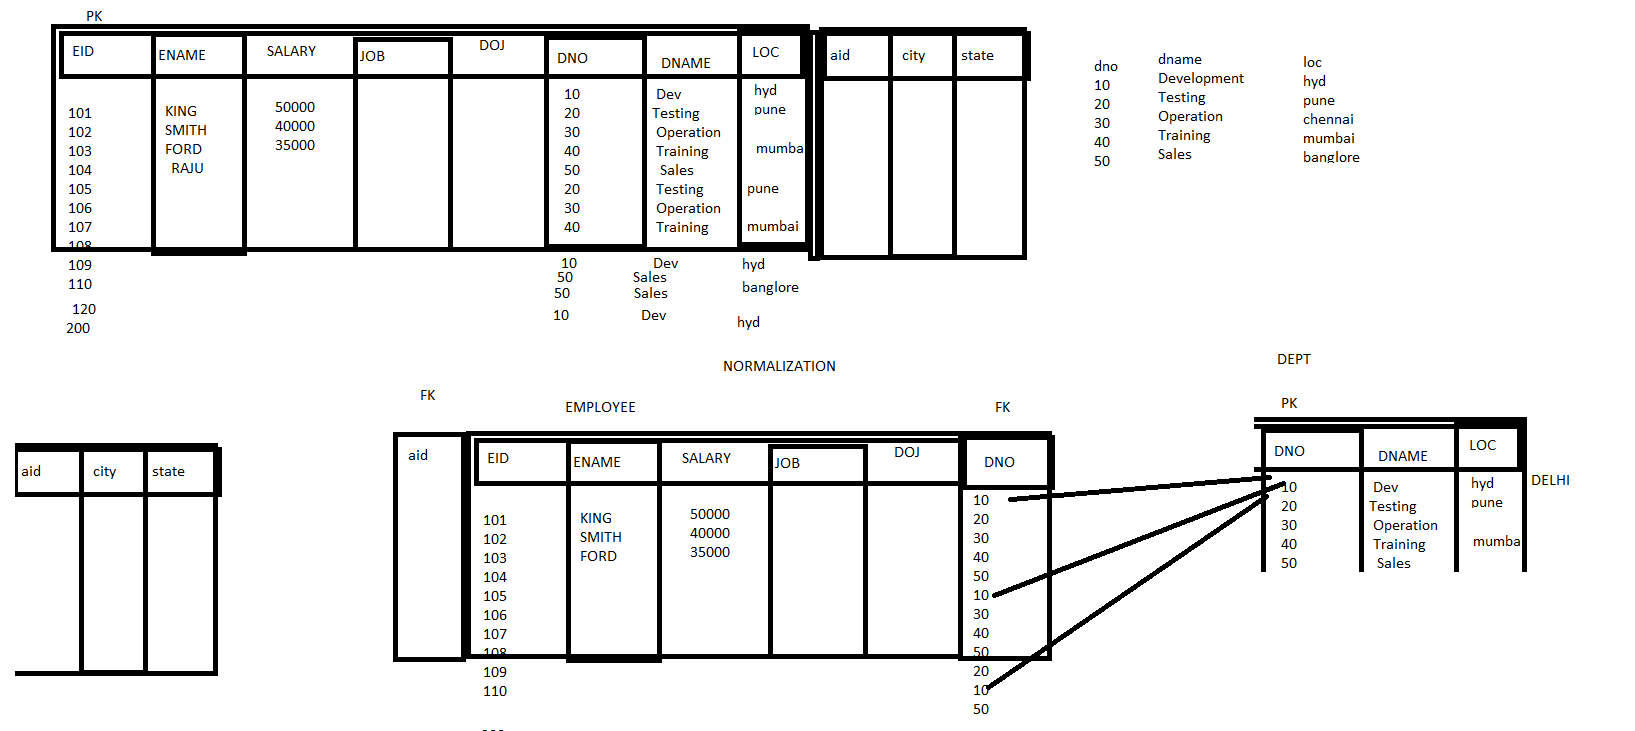 PK
EID ENAME SALARY JOB DOJ DNO DNAME LOC aid city state
dno dname loc
10 Development hyd
20 Testing pune
30 Operation chennai
40 Training mumbai
50 Sales banglore
10 Dev hyd
101 KING 50000 20 Testing pune
102 SMITH 40000 30 Operation
103 FORD 35000 40 Training mumba
104 RAJU 50 Sales
105 20 Testing pune
106 30 Operation
107 40 Training mumbai
108
109 10 Dev hyd
110 50 Sales banglore
50 Sales
120 10 Dev hyd
200
NORMALIZATION
DEPT
FK
EMPLOYEE
FK
PK
aid city state
aid EID ENAME SALARY JOB DOJ DNO
DNO DNAME LOC
10 Dev hyd DELHI
20 Testing pune
30 Operation
40 Training mumba
50 Sales
10
101 KING 50000 20
102 SMITH 40000 30
103 FORD 35000 40
104 50
105 10
106 30
107 40
108 50
109 20
110 10
50
---